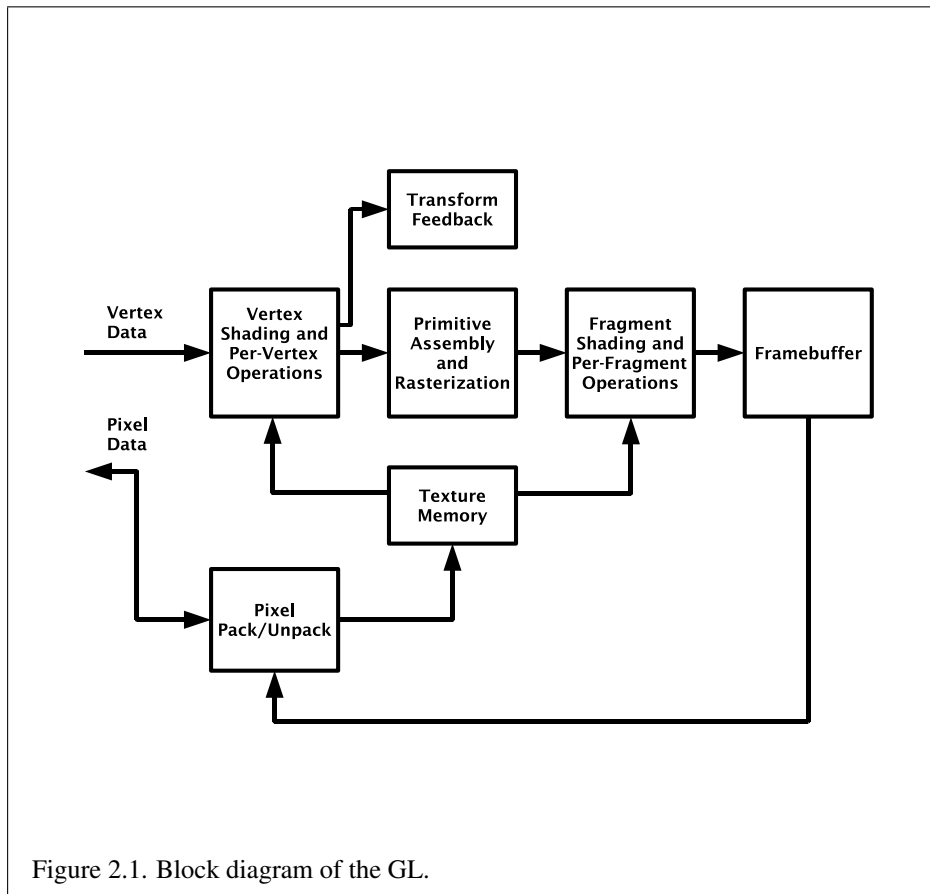 Transform
Feedback
Vertex
Data
Vertex
Shading and
Per-Vertex
Operations
Primitive
Assembly
and
Rasterization
Fragment
Shading and
Per-Fragment
Operations
Framebuffer
Pixel
Data
Texture
Memory
Pixel
Pack/Unpack
Figure 2.1. Block diagram of the GL.